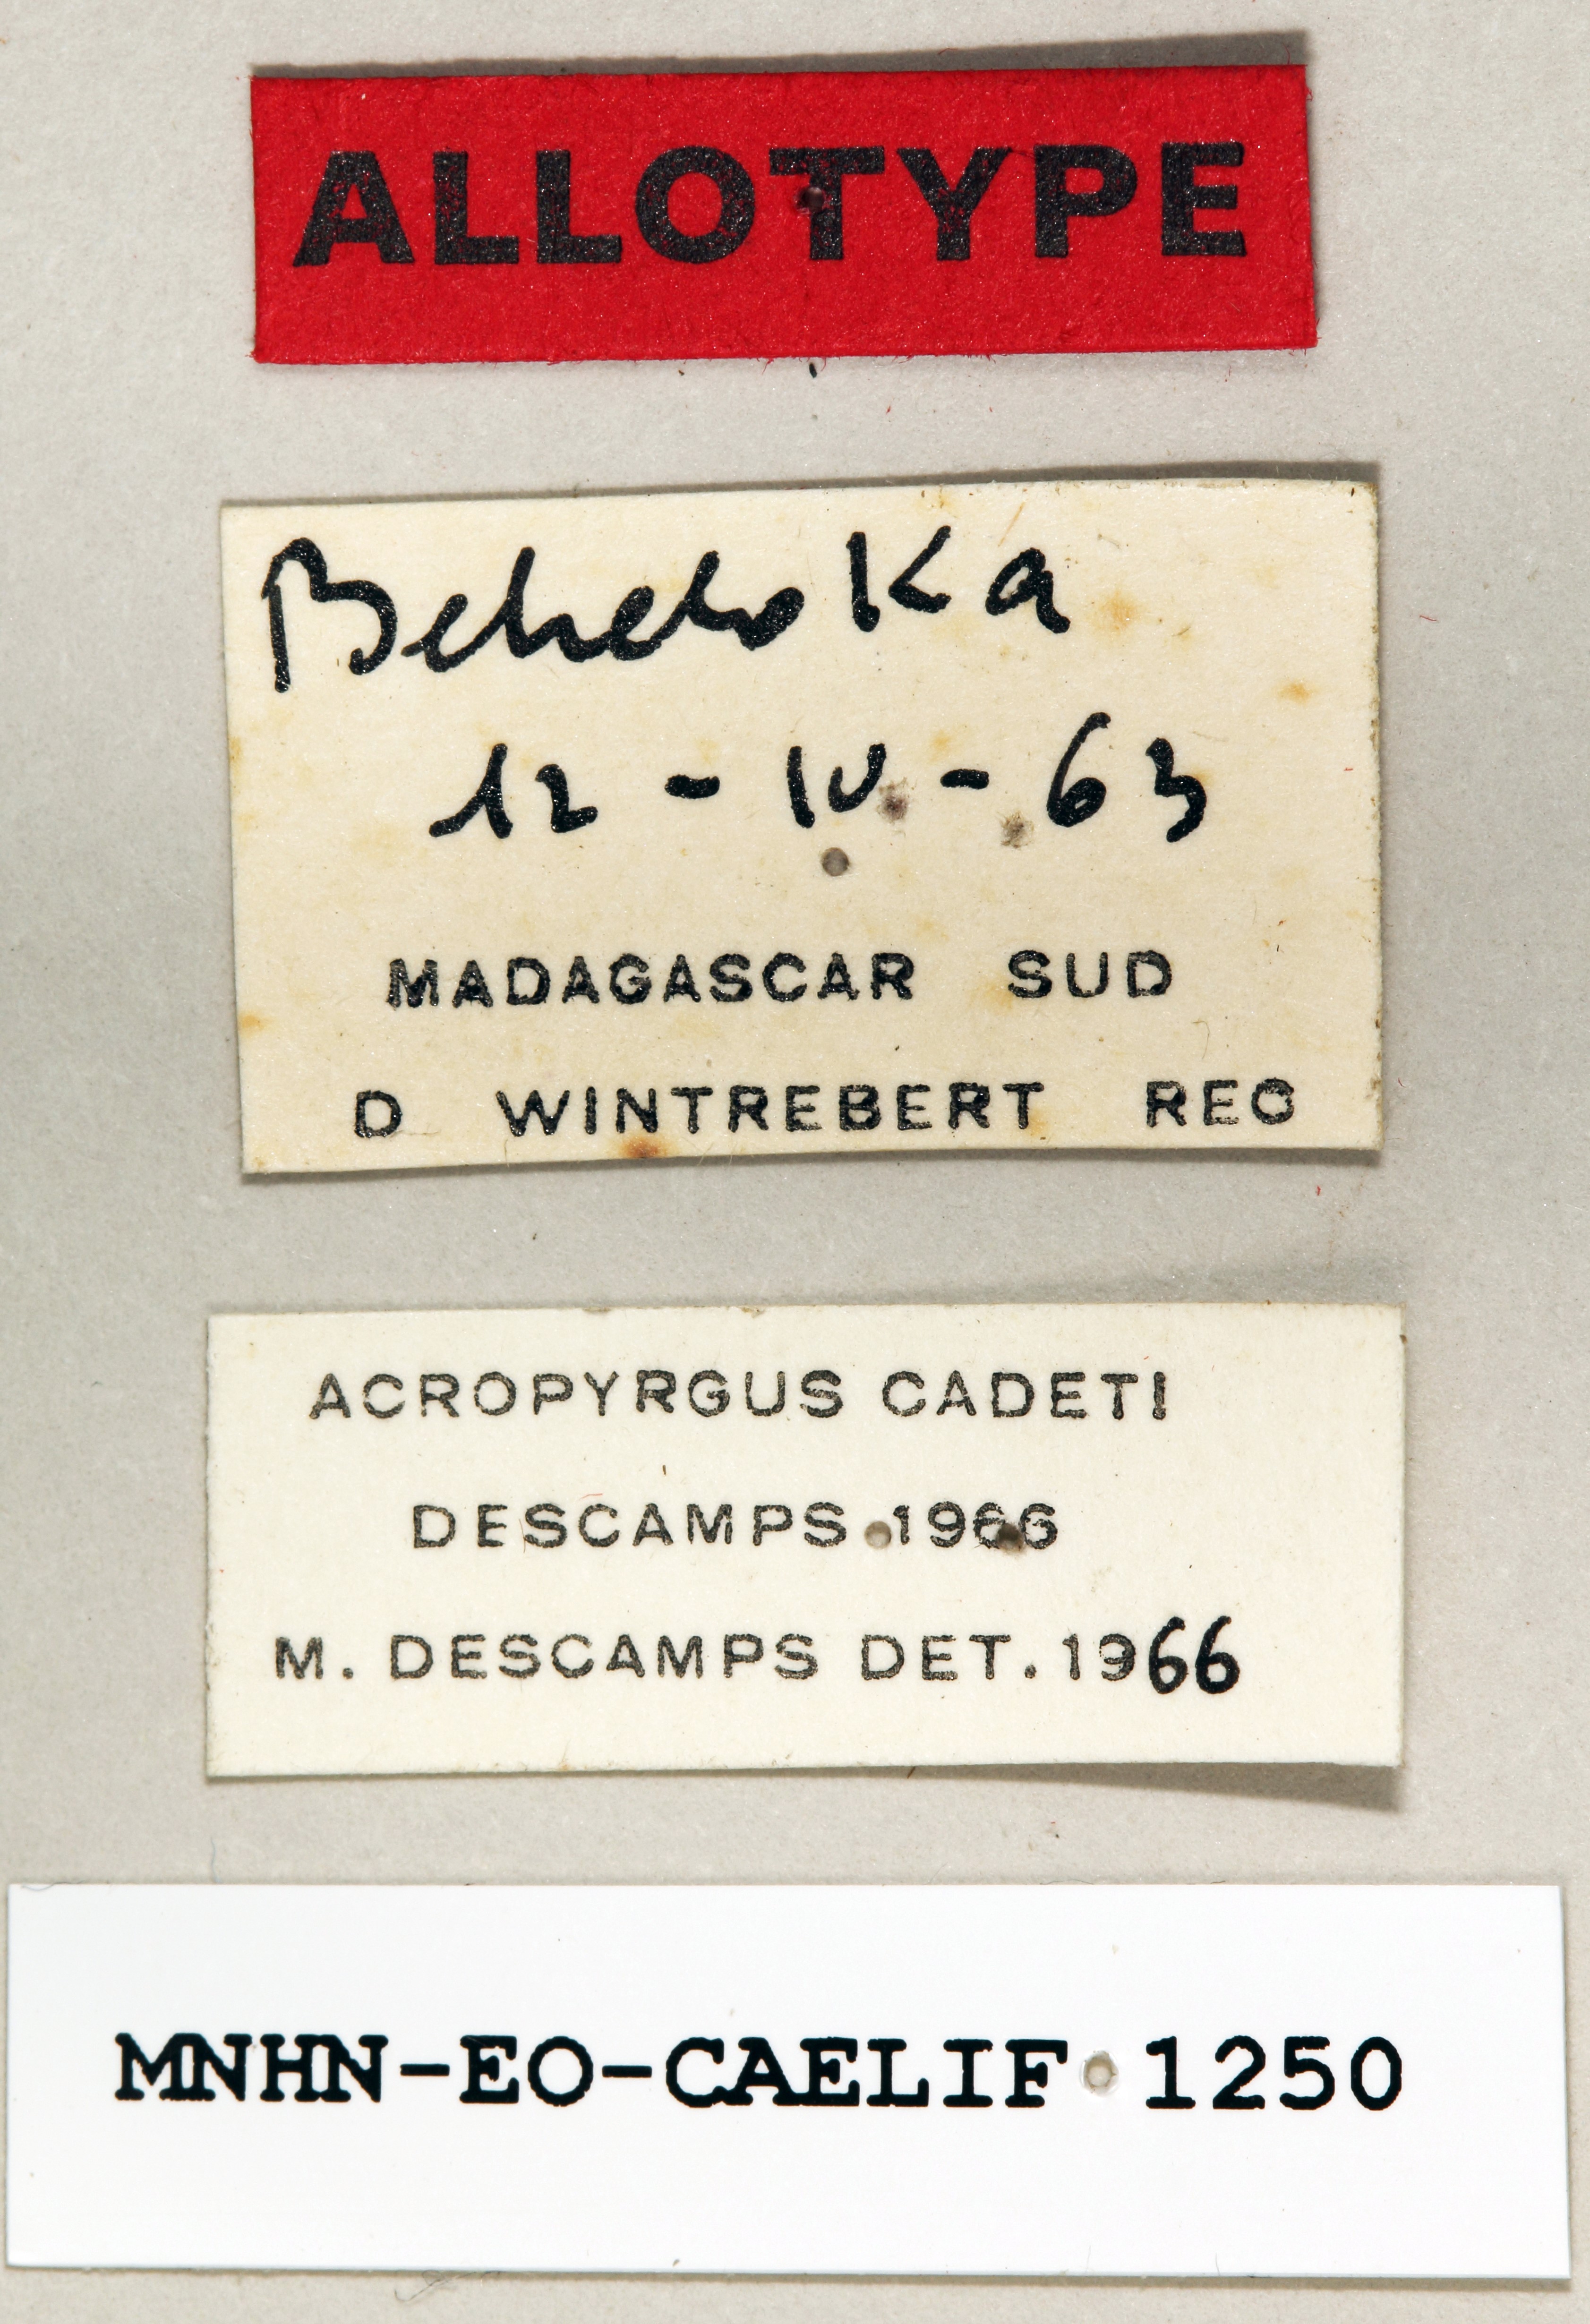 ALLOTYPE
Beheloka
12 - IV - 63
MADAGASCAR SUD
D WINTREBERT REC
ACROPYRGUS CADETI
DESCAMPS 1966
M. DESCAMPS DET. 1966
MNHN-EO-CAELIF 1250